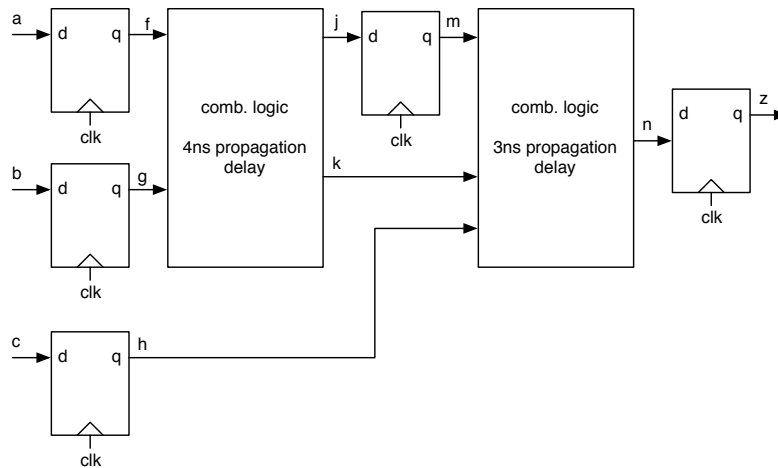 a
d
q
f
clk
b
d
q
g
clk
c
d
q
h
clk
comb. logic
4ns propagation
delay
j
k
d
q
m
clk
comb. logic
3ns propagation
delay
n
d
q
z
clk